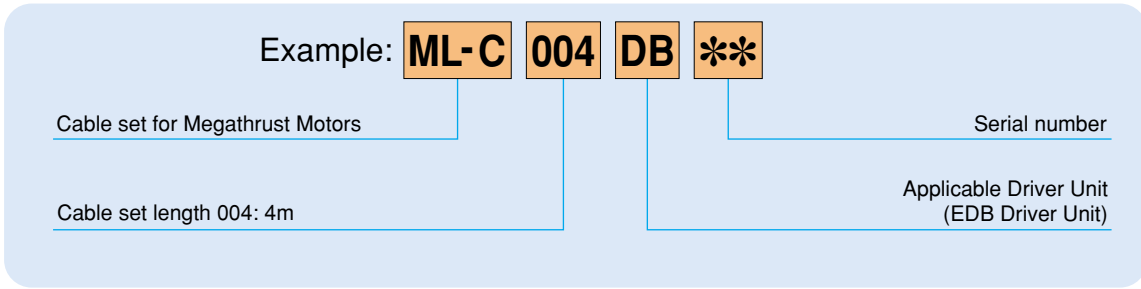 Example: ML-C 004 DB **
Cable set for Megathrust Motors
Serial number
Applicable Driver Unit
(EDB Driver Unit)
Cable set length 004: 4m